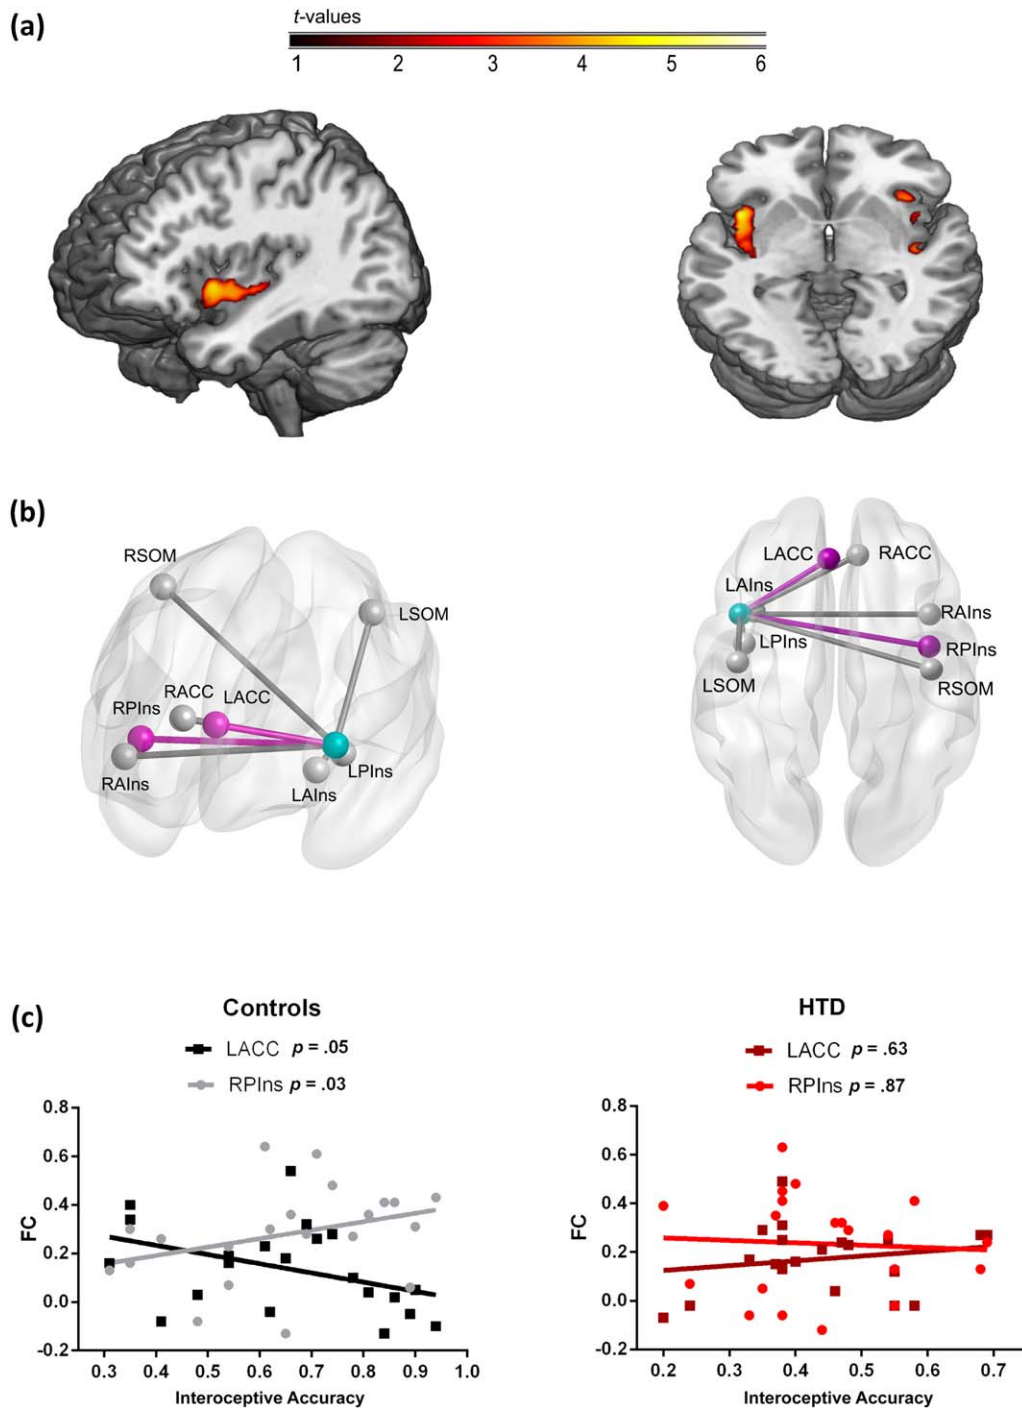 (a)
t-values
1 2 3 4 5 6
(b)
RSOM
LSOM
RACC LACC
RPIns
RAIns
LPIns
LAIns
LACC RACC
LAIns
RAIns
LPIns
RPIns
LSOM
RSOM
(c)
Controls
LACC p = .05
RPIns p = .03
FC
0.8
0.6
0.4
0.2
0.0
-0.2
0.3 0.4 0.5 0.6 0.7 0.8 0.9 1.0
Interoceptive Accuracy
HTD
LACC p = .63
RPIns p = .87
FC
0.8
0.6
0.4
0.2
0.0
-0.2
0.2 0.3 0.4 0.5 0.6 0.7
Interoceptive Accuracy